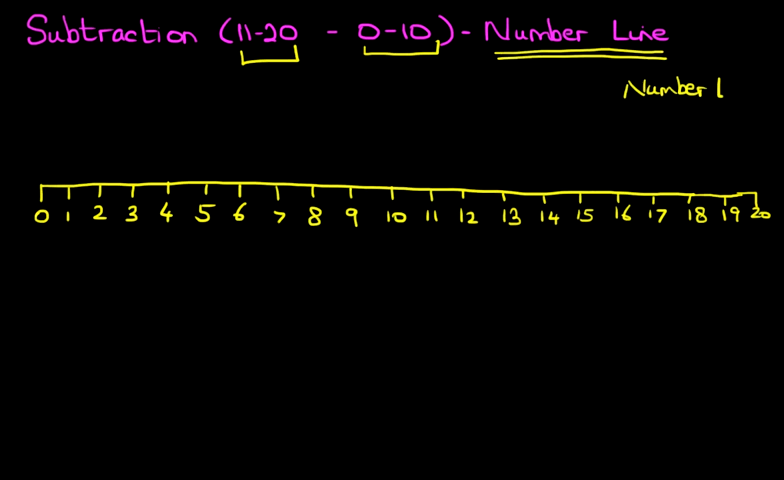 Subtraction (11-20 - 0-10) - Number Line
Number l
0 1 2 3 4 5 6 7 8 9 10 11 12 13 14 15 16 17 18 19 20